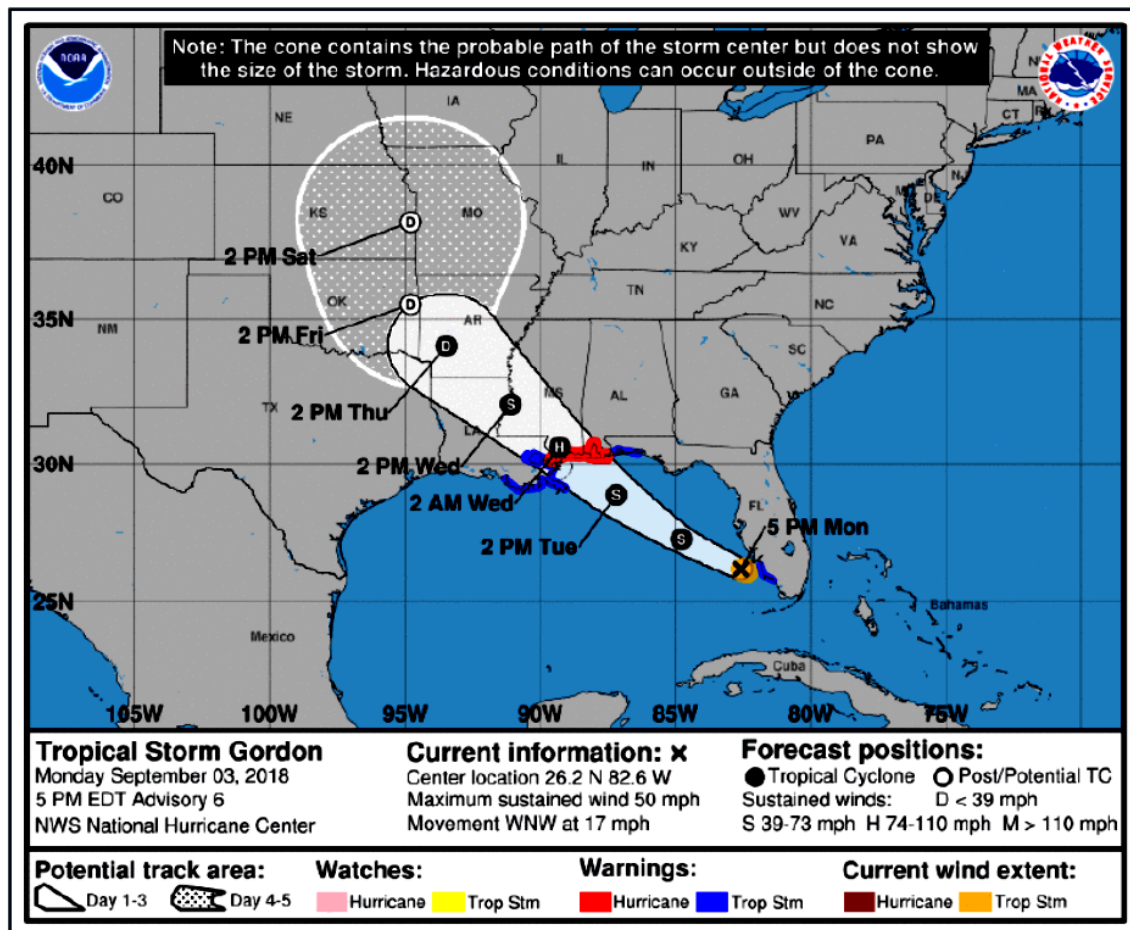 Note: The cone contains the probable path of the storm center but does not show
the size of the storm. Hazardous conditions can occur outside of the cone.
NOAA
NATIONAL WEATHER SERVICE
NE
IA
MA
CT
PA
40N
IL
IN
OH
NJ
CO
DE
KS
MO
WV
VA
KY
2 PM Sat
D
OK
TN
NC
35N
NM
D
2 PM Fri
AR
SC
D
TX
MS
AL
GA
2 PM Thu
S
LA
H
30N
2 PM Wed
2 AM Wed
S
FL
2 PM Tue
S
5 PM Mon
25N
Bahamas
Mexico
Cuba
105W 100W 95W 90W 85W 80W 75W
Tropical Storm Gordon
Monday September 03, 2018
5 PM EDT Advisory 6
NWS National Hurricane Center
Current information: x
Center location 26.2 N 82.6 W
Maximum sustained wind 50 mph
Movement WNW at 17 mph
Forecast positions:
Tropical Cyclone Post/Potential TC
Sustained winds: D < 39 mph
S 39-73 mph H 74-110 mph M > 110 mph
Potential track area:
Day 1-3 Day 4-5
Watches:
Hurricane Trop Stm
Warnings:
Hurricane Trop Stm
Current wind extent:
Hurricane Trop Stm